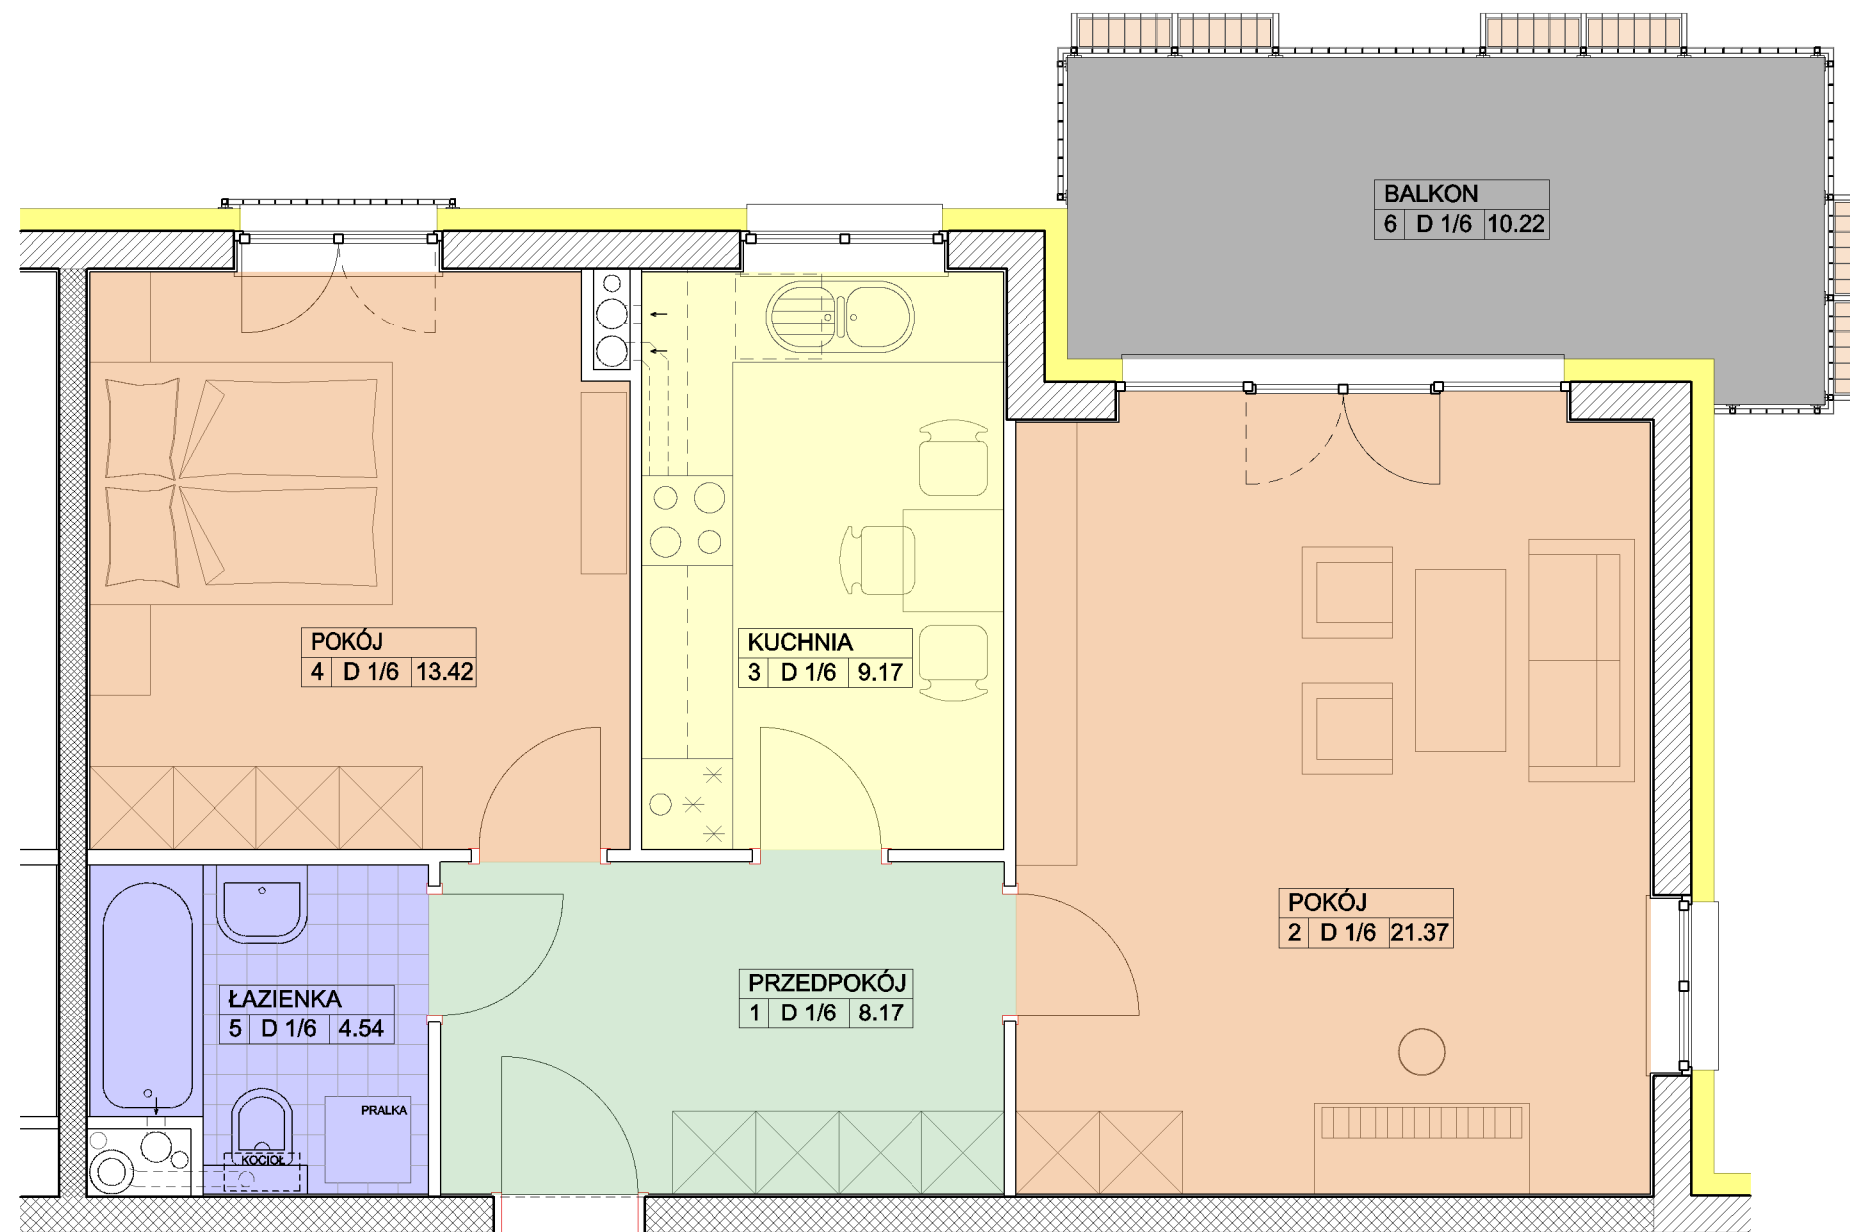 BALKON
6 D 1/6 10.22
POKÓJ
4 D 1/6 13.42
KUCHNIA
3 D 1/6 9.17
POKÓJ
2 D 1/6 21.37
PRZEDPOKÓJ
1 D 1/6 8.17
ŁAZIENKA
5 D 1/6 4.54
PRALKA
KOCIOŁ